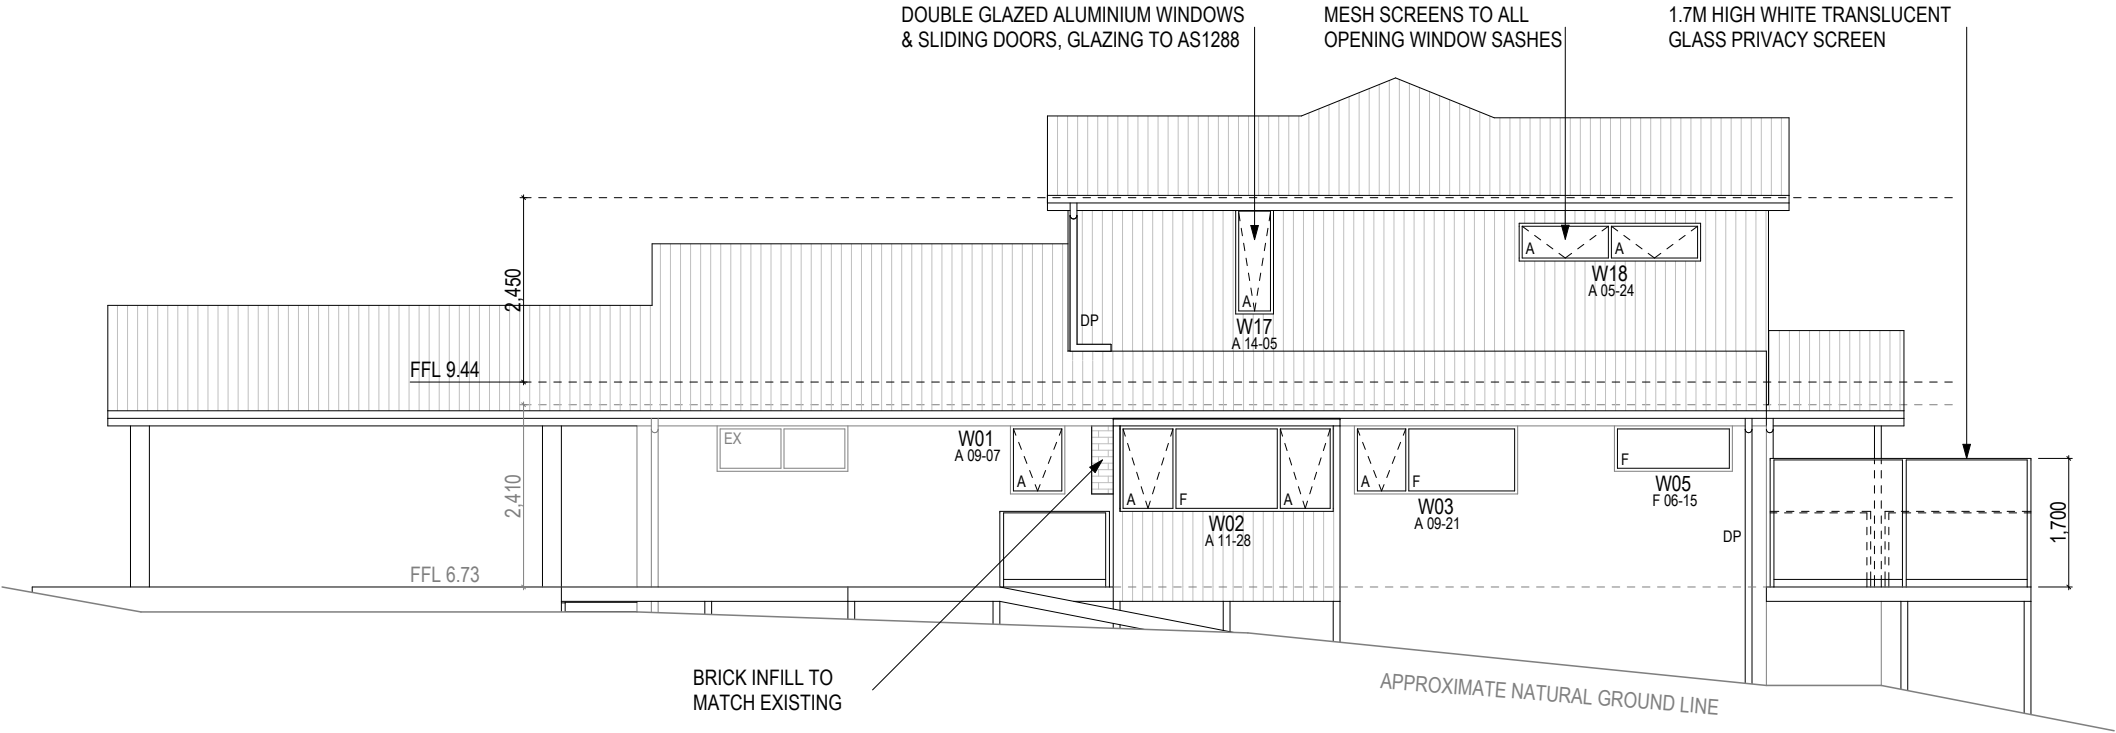 DOUBLE GLAZED ALUMINIUM WINDOWS
& SLIDING DOORS, GLAZING TO AS1288
MESH SCREENS TO ALL
OPENING WINDOW SASHES
1.7M HIGH WHITE TRANSLUCENT
GLASS PRIVACY SCREEN
2,450
A
A
A
W18
A 05-24
DP
W17
A 14-05
FFL 9.44
EX
W01
A 09-07
A
A
F
A
A
F
F
W05
F 06-15
W03
A 09-21
W02
A 11-28
2,410
DP
1,700
FFL 6.73
BRICK INFILL TO
MATCH EXISTING
APPROXIMATE NATURAL GROUND LINE